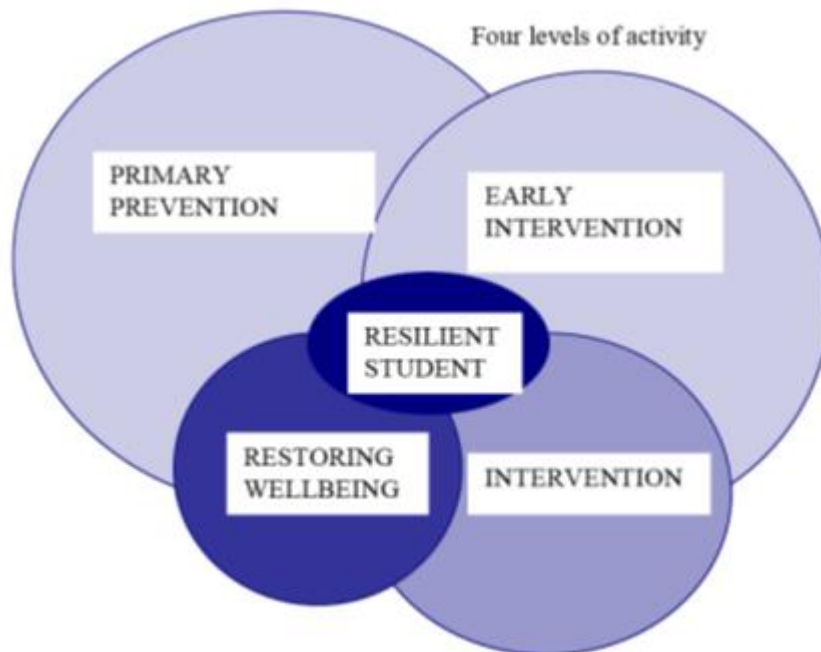 Four levels of activity
PRIMARY
PREVENTION
EARLY
INTERVENTION
RESILIENT
STUDENT
RESTORING
WELLBEING
INTERVENTION